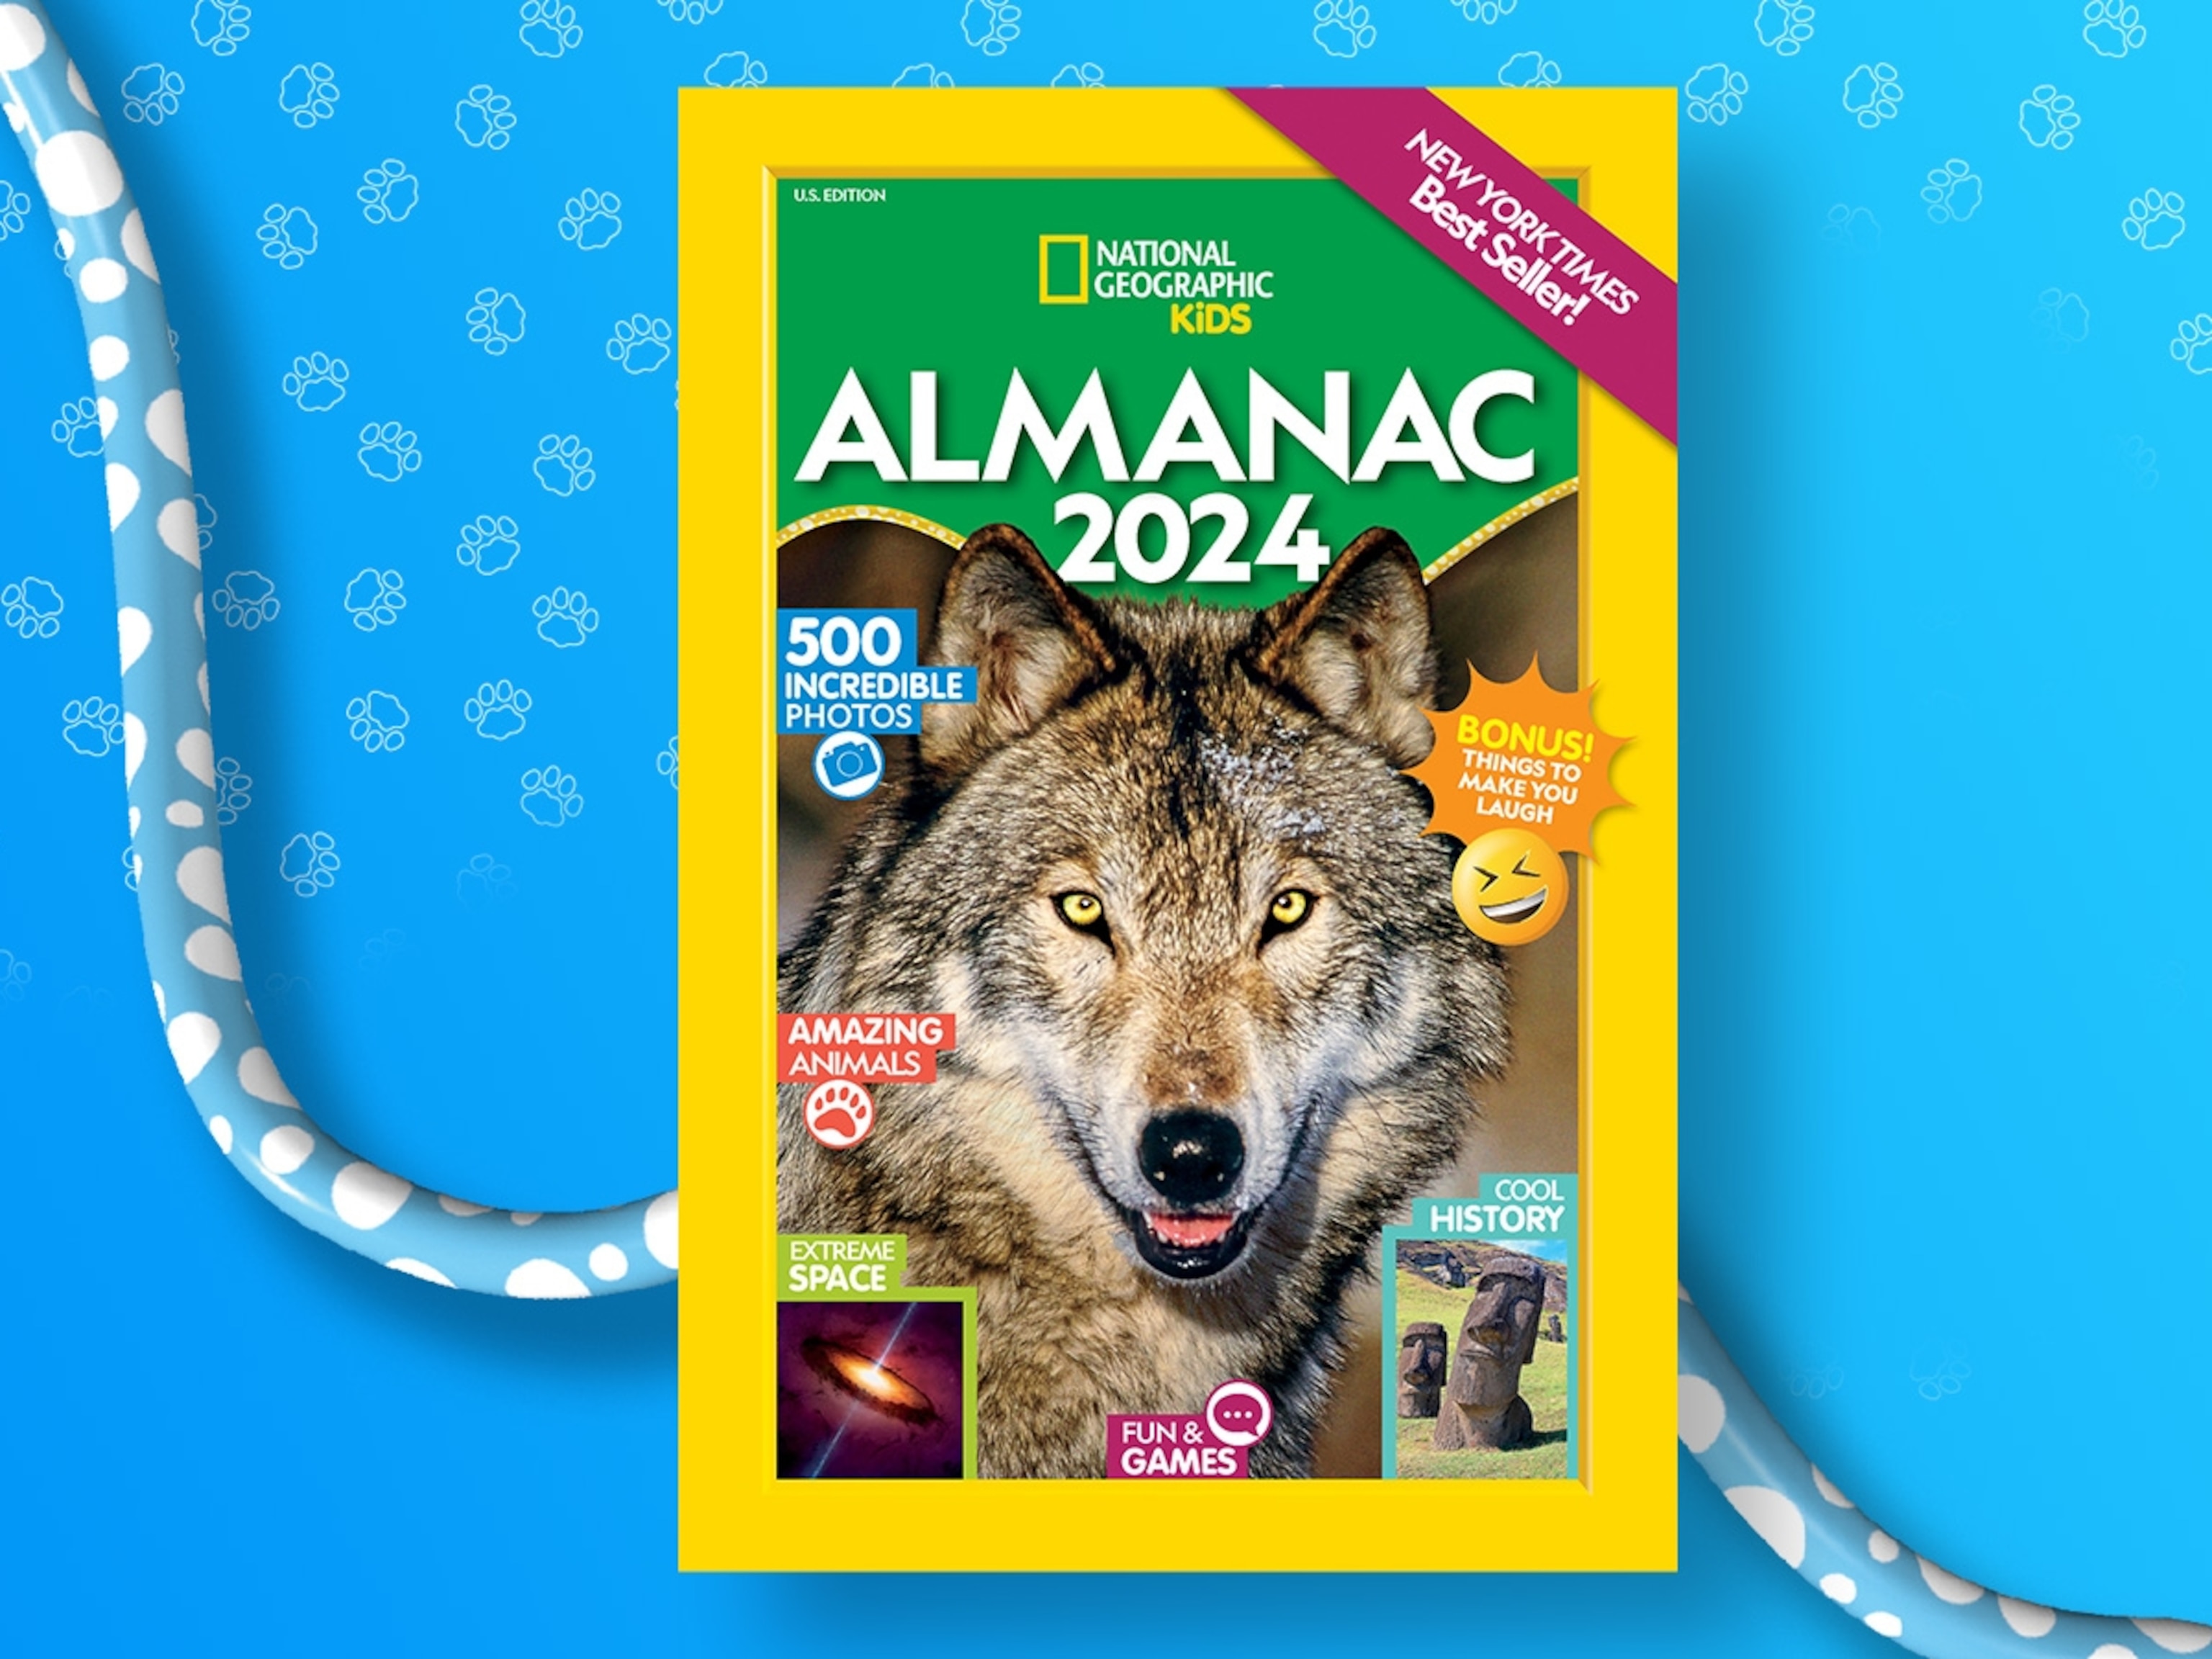 U.S. EDITION
NEW YORK TIMES
Best Seller!
NATIONAL
GEOGRAPHIC
KiDS
ALMANAC
2024
500
INCREDIBLE
PHOTOS
BONUS!
THINGS TO
MAKE YOU
LAUGH
AMAZING
ANIMALS
COOL
HISTORY
EXTREME
SPACE
FUN &
GAMES